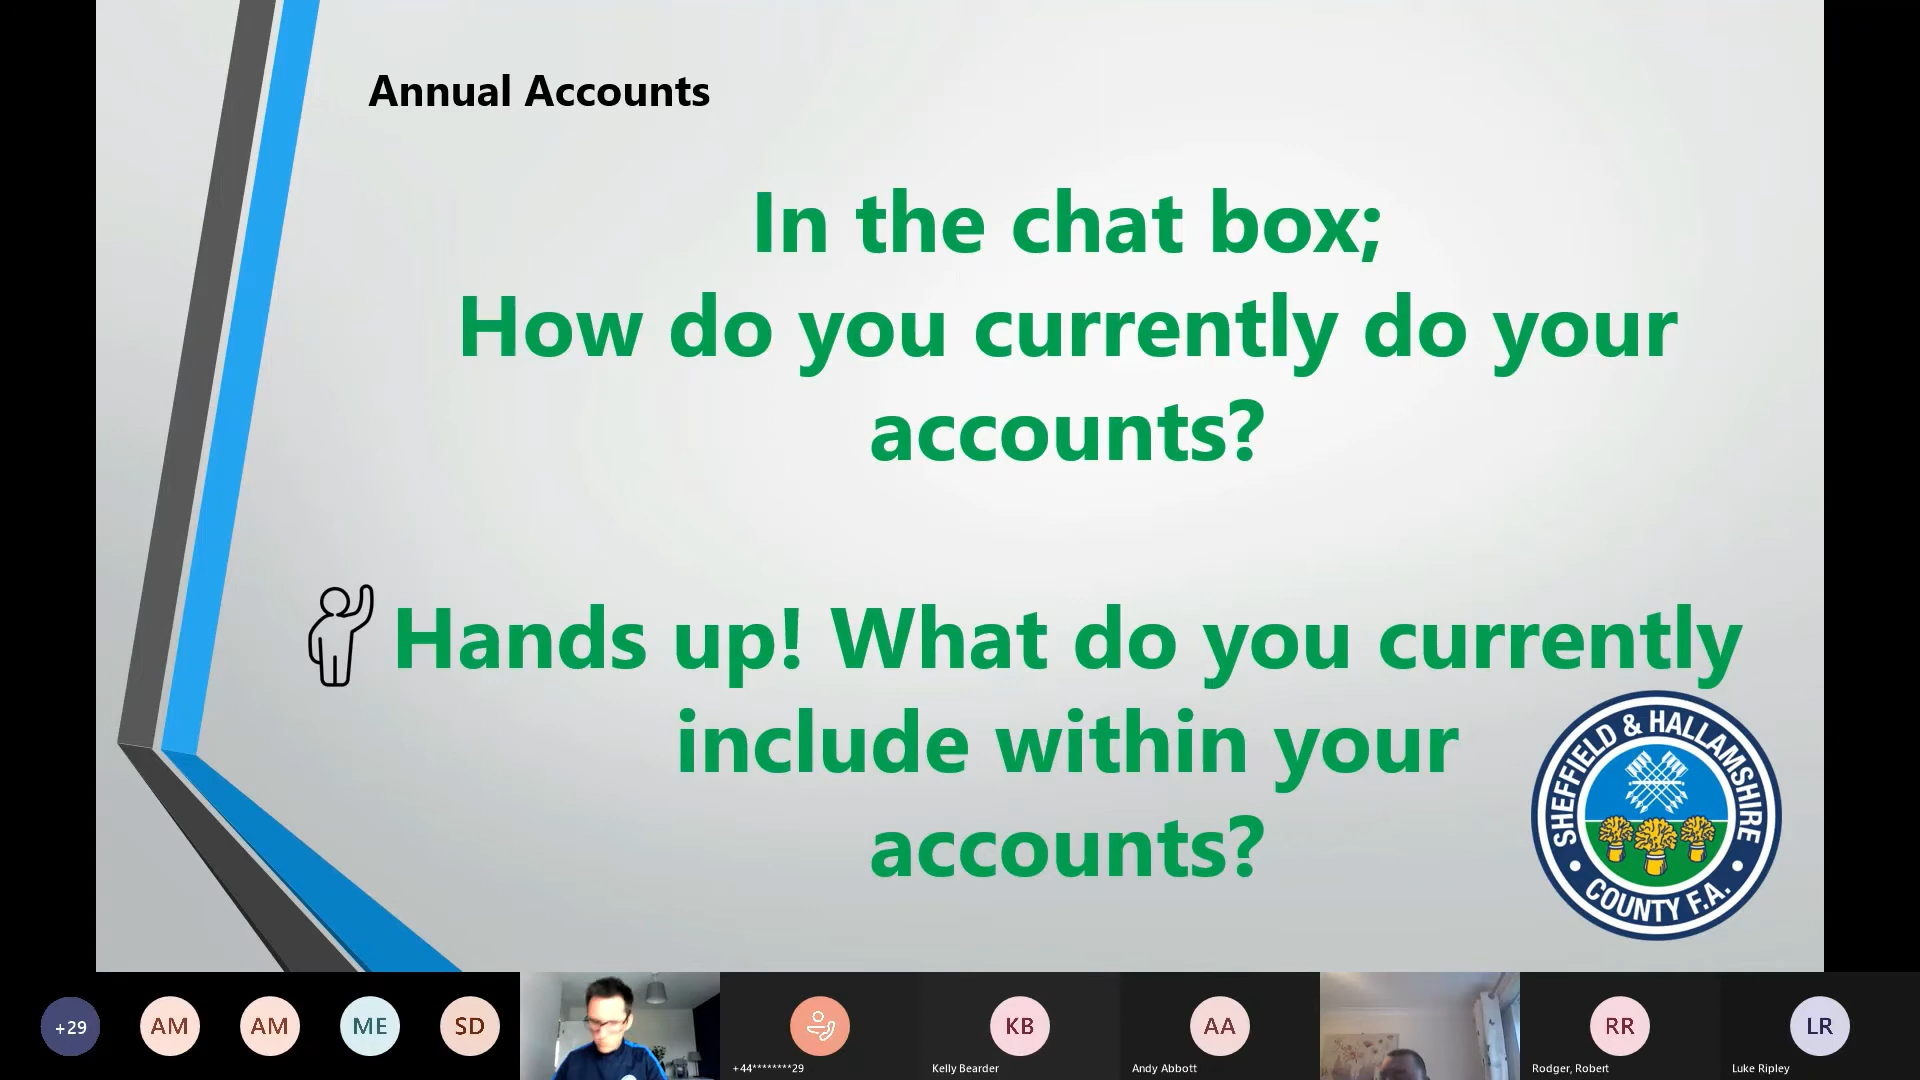 Annual Accounts
In the chat box;
How do you currently do your
accounts?
Hands up! What do you currently
include within your
accounts?
SHEFFIELD & HALLAMSHIRE
COUNTY F.A.
+29
AM
AM
ME
SD
KB
AA
RR
LR
+44********29
Kelly Bearder
Andy Abbott
Rodger, Robert
Luke Ripley